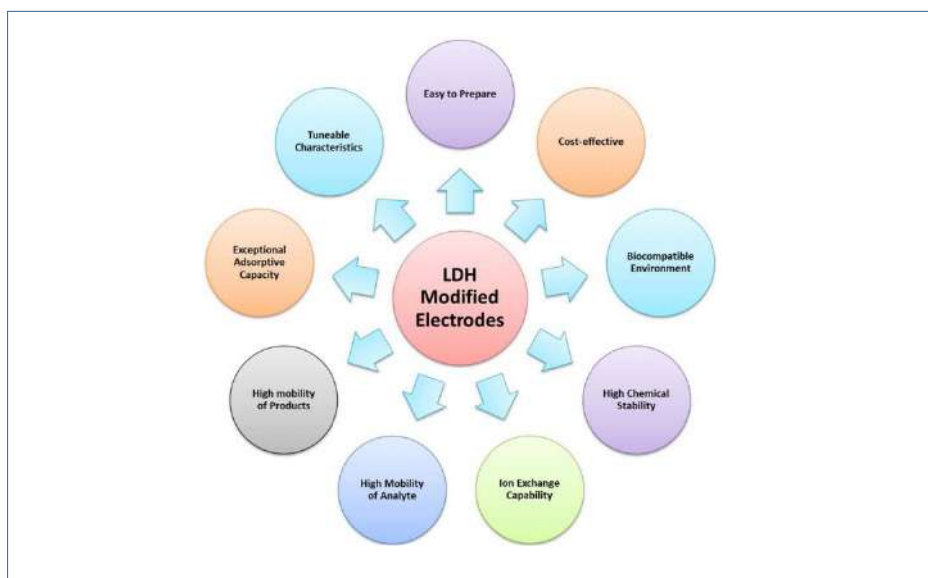 Easy to Prepare
Cost-effective
Biocompatible
Environment
High Chemical
Stability
Ion Exchange
Capability
High Mobility
of Analyte
High mobility
of Products
Exceptional
Adsorptive
Capacity
Tuneable
Characteristics
LDH
Modified
Electrodes